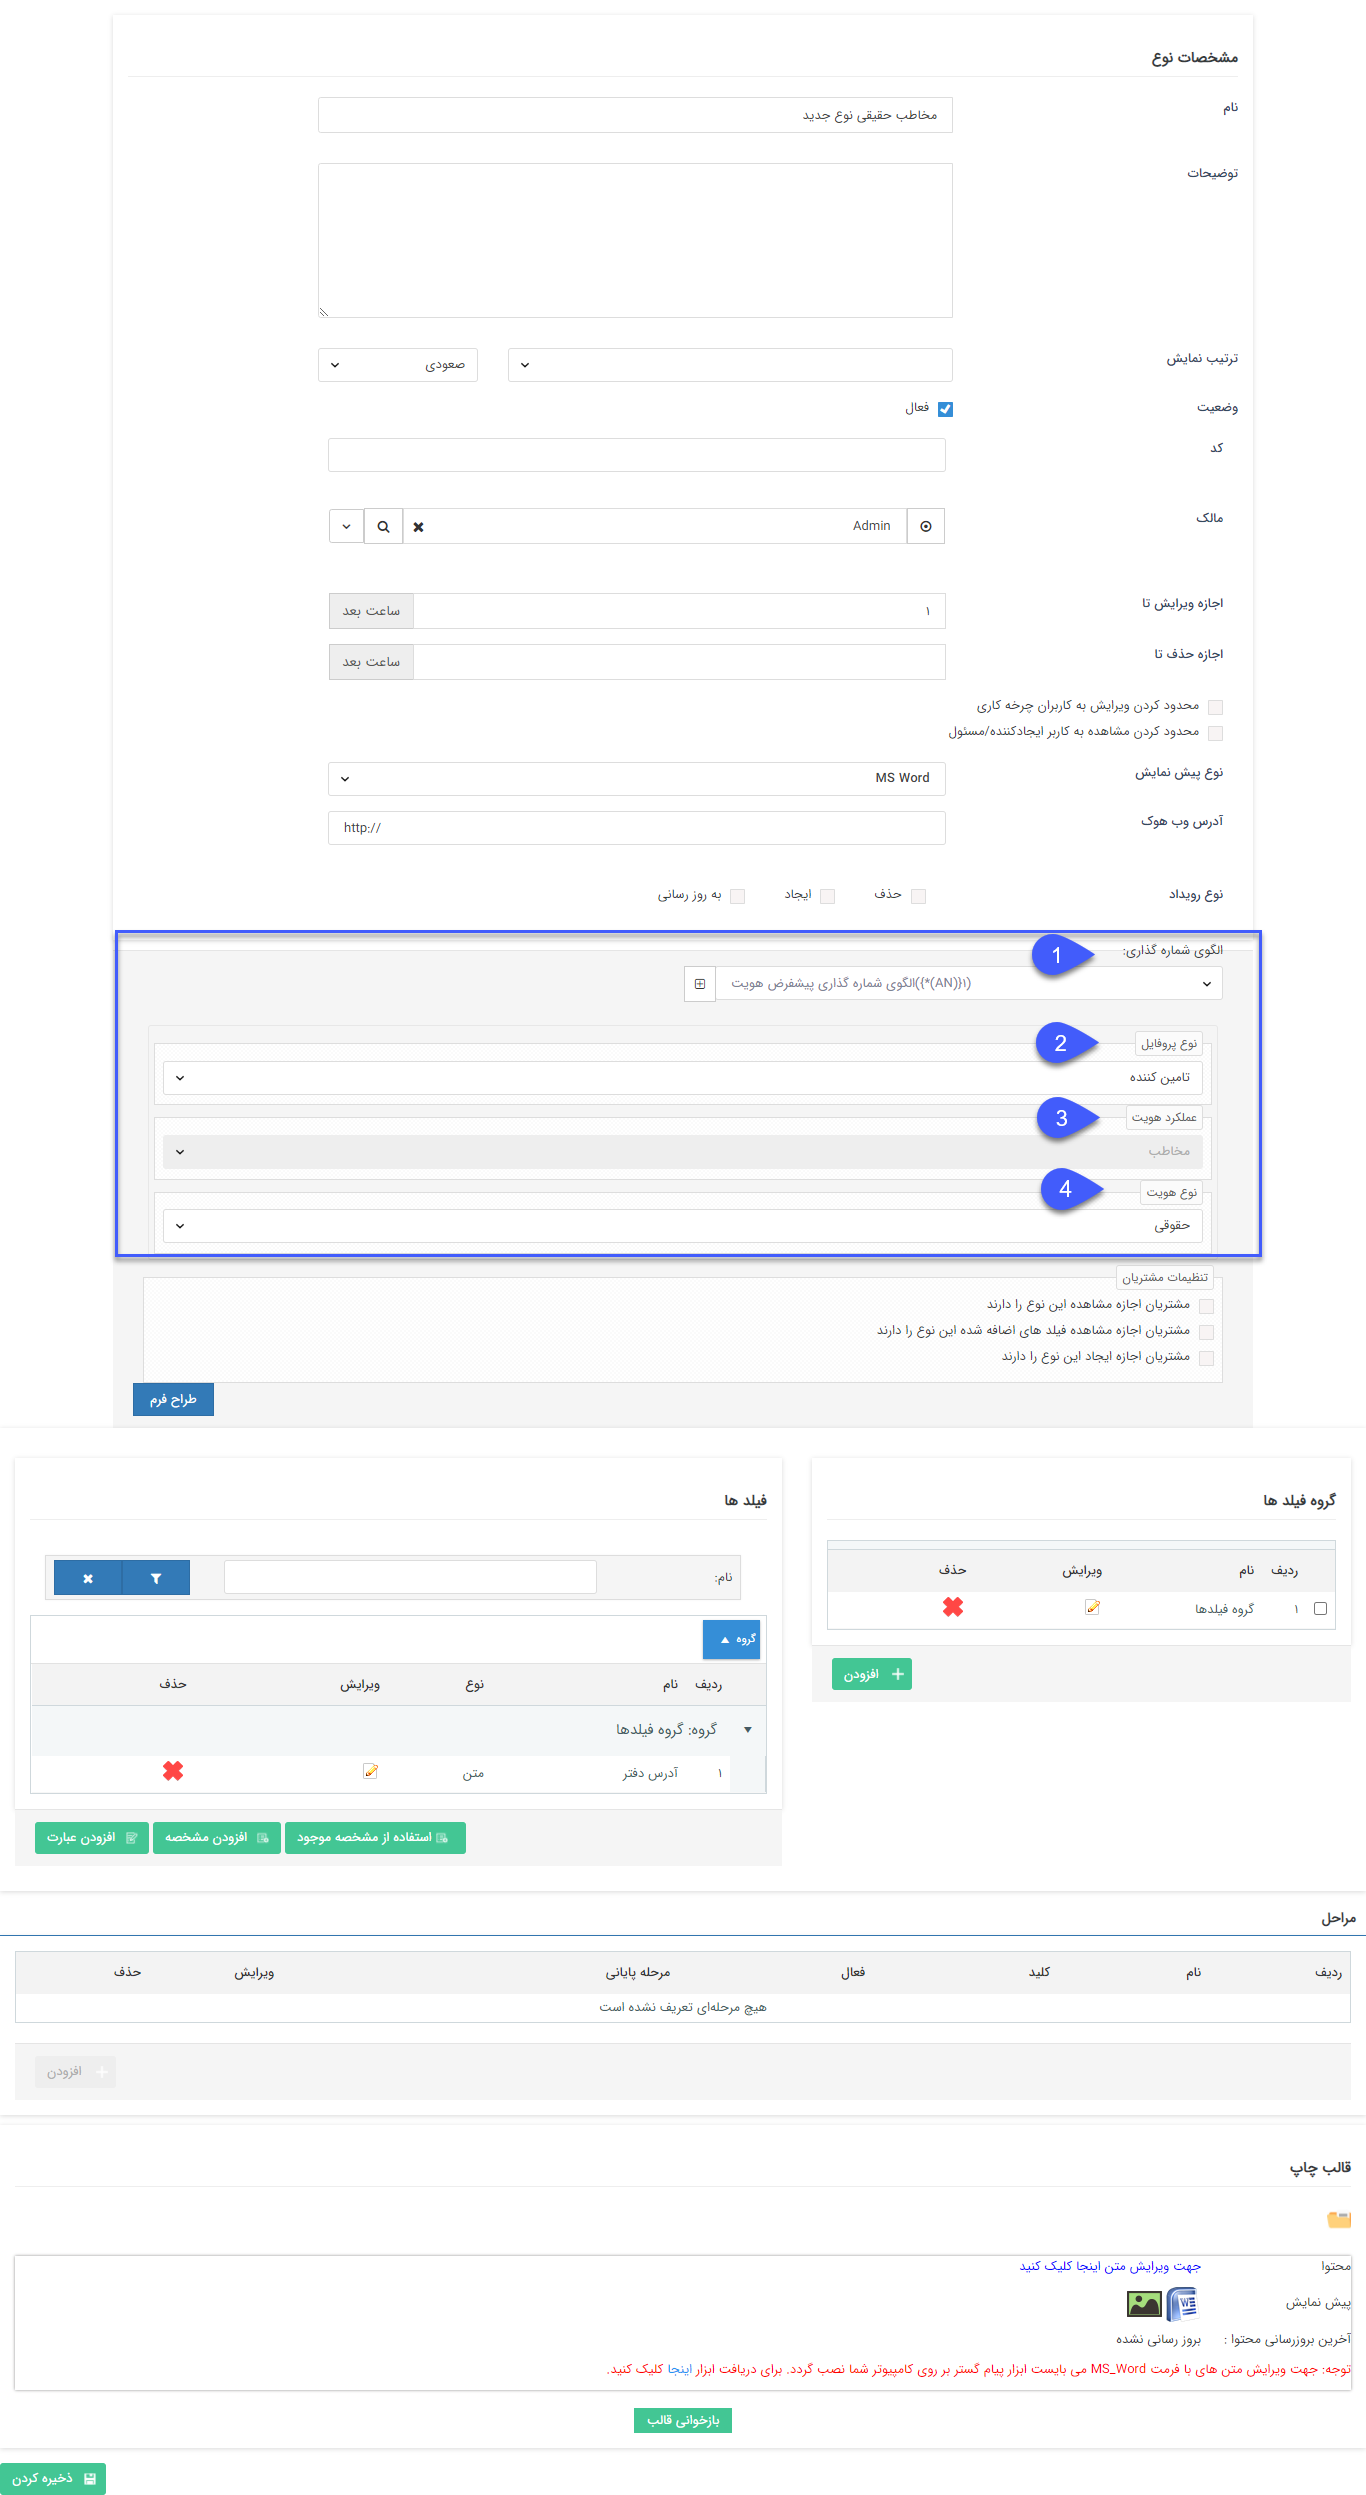 مشخصات نوع
نام
مخاطب حقیقی نوع جدید
توضیحات
ترتیب نمایش
صعودی
وضعیت
فعال
کد
مالک
Admin
اجازه ویرایش تا
۱
ساعت بعد
اجازه حذف تا
ساعت بعد
محدود کردن ویرایش به کاربران چرخه کاری
محدود کردن مشاهده به کاربر ایجادکننده/مسئول
نوع پیش نمایش
MS Word
آدرس وب هوک
http://
نوع رویداد
حذف
ایجاد
به روز رسانی
الگوی شماره گذاری:
1
الگوی شماره گذاری پیشفرض هویت({*(AN)}۱)
نوع پروفایل
2
تامین کننده
عملکرد هویت
3
مخاطب
نوع هویت
4
حقوقی
تنظیمات مشتریان
مشتریان اجازه مشاهده این نوع را دارند
مشتریان اجازه مشاهده فیلد های اضافه شده این نوع را دارند
مشتریان اجازه ایجاد این نوع را دارند
طراح فرم
گروه فیلد ها
ردیف نام ویرایش حذف
۱ گروه فیلدها
افزودن
فیلد ها
نام:
گروه
ردیف نام نوع ویرایش حذف
گروه: گروه فیلدها
۱ آدرس دفتر متن
استفاده از مشخصه موجود
افزودن مشخصه
افزودن عبارت
مراحل
ردیف نام کلید فعال مرحله پایانی ویرایش حذف
هیچ مرحله‌ای تعریف نشده است
افزودن
قالب چاپ
محتوا
جهت ویرایش متن اینجا کلیک کنید
پیش نمایش
آخرین بروزرسانی محتوا :
بروز رسانی نشده
توجه: جهت ویرایش متن های با فرمت MS_Word می بایست ابزار پیام گستر بر روی کامپیوتر شما نصب گردد. برای دریافت ابزار اینجا کلیک کنید.
بازخوانی قالب
ذخیره کردن